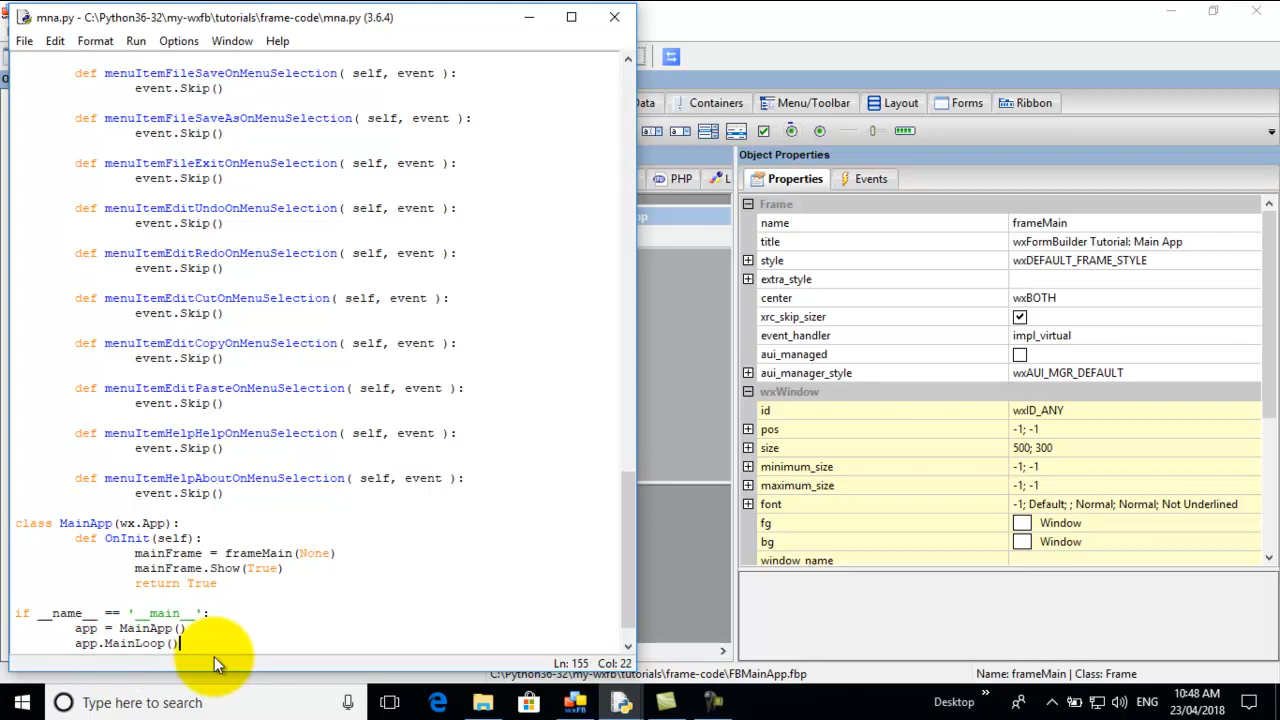 mna.py - C:\Python36-32\my-wxfb\tutorials\frame-code\mna.py (3.6.4)
File Edit Format Run Options Window Help
def menuItemFileSaveOnMenuSelection( self, event ):
event.Skip()
def menuItemFileSaveAsOnMenuSelection( self, event ):
event.Skip()
def menuItemFileExitOnMenuSelection( self, event ):
event.Skip()
def menuItemEditUndoOnMenuSelection( self, event ):
event.Skip()
def menuItemEditRedoOnMenuSelection( self, event ):
event.Skip()
def menuItemEditCutOnMenuSelection( self, event ):
event.Skip()
def menuItemEditCopyOnMenuSelection( self, event ):
event.Skip()
def menuItemEditPasteOnMenuSelection( self, event ):
event.Skip()
def menuItemHelpHelpOnMenuSelection( self, event ):
event.Skip()
def menuItemHelpAboutOnMenuSelection( self, event ):
event.Skip()
class MainApp(wx.App):
def OnInit(self):
mainFrame = frameMain(None)
mainFrame.Show(True)
return True
if __name__ == '__main__':
app = MainApp()
app.MainLoop()
Ln: 155 Col: 22
Containers Menu/Toolbar Layout Forms Ribbon
PHP
Object Properties
Properties Events
Frame
name frameMain
title wxFormBuilder Tutorial: Main App
style wxDEFAULT_FRAME_STYLE
extra_style
center wxBOTH
xrc_skip_sizer
event_handler impl_virtual
aui_managed
aui_manager_style wxAUI_MGR_DEFAULT
wxWindow
id wxID_ANY
pos -1; -1
size 500; 300
minimum_size -1; -1
maximum_size -1; -1
font -1; Default; ; Normal; Normal; Not Underlined
fg Window
bg Window
window_name
C:\Python36-32\my-wxfb\tutorials\frame-code\FBMainApp.fbp
Name: frameMain | Class: Frame
Type here to search
wxFB
Desktop
ENG
10:48 AM
23/04/2018